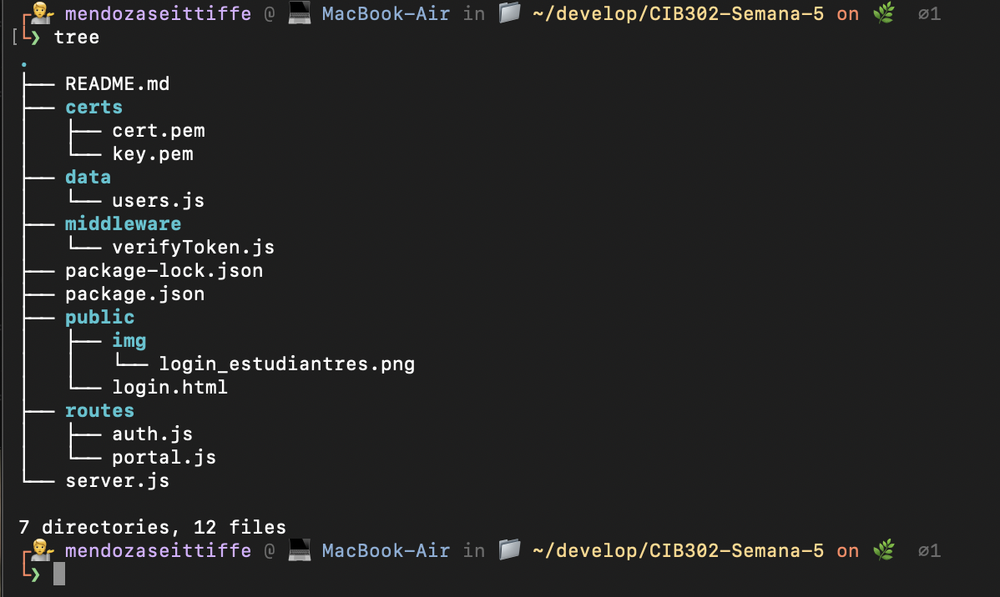 mendozaseittiffe @ 💻 MacBook-Air in 📁 ~/develop/CIB302-Semana-5 on 🌿 ⌀1
[└❯ tree
.
├── README.md
├── certs
│   ├── cert.pem
│   └── key.pem
├── data
│   └── users.js
├── middleware
│   └── verifyToken.js
├── package-lock.json
├── package.json
├── public
│   ├── img
│   │   └── login_estudiantres.png
│   └── login.html
├── routes
│   ├── auth.js
│   └── portal.js
└── server.js
7 directories, 12 files
mendozaseittiffe @ 💻 MacBook-Air in 📁 ~/develop/CIB302-Semana-5 on 🌿 ⌀1
└❯